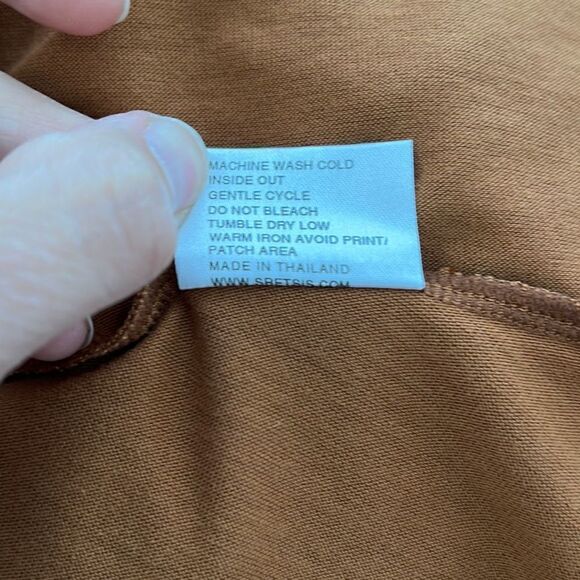 MACHINE WASH COLD
INSIDE OUT
GENTLE CYCLE
DO NOT BLEACH
TUMBLE DRY LOW
WARM IRON AVOID PRINT/
PATCH AREA
MADE IN THAILAND
WWW.SRETSIS.COM